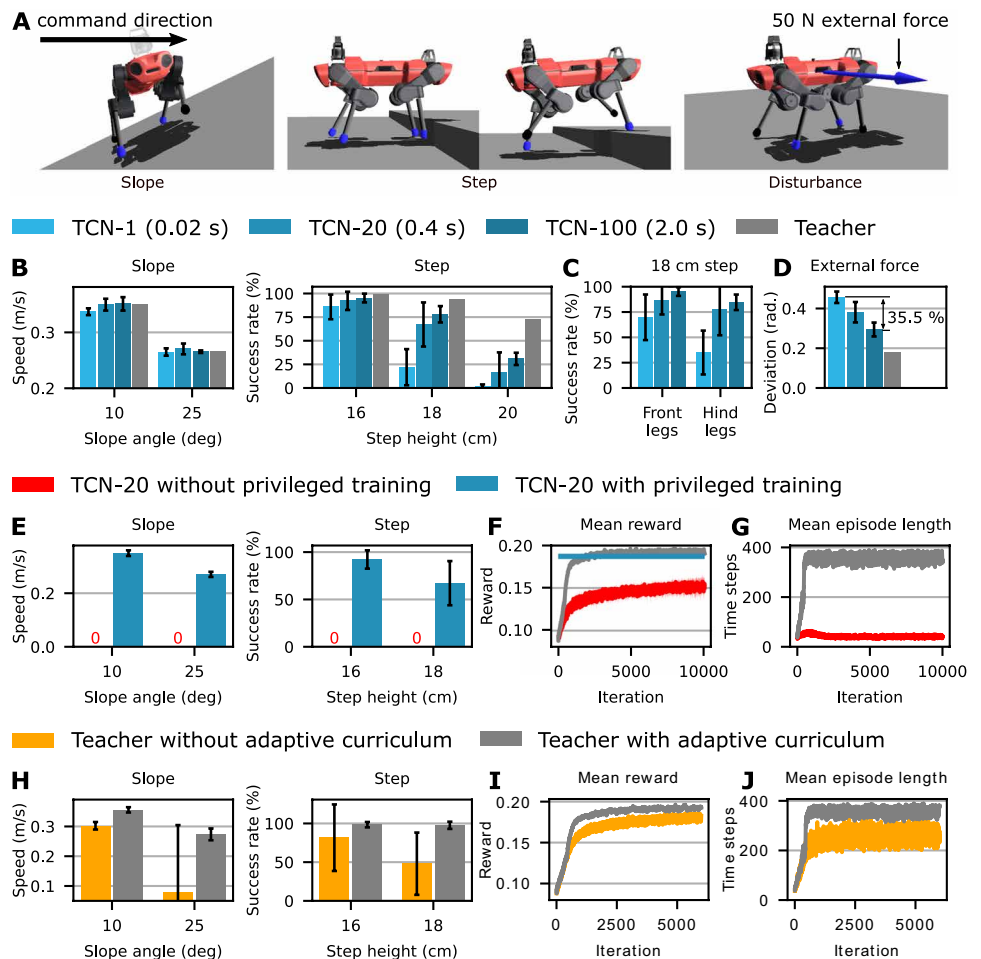 A command direction
50 N external force
Slope
Step
Disturbance
TCN-1 (0.02 s) TCN-20 (0.4 s) TCN-100 (2.0 s) Teacher
B
Slope
Speed (m/s)
0.3
0.2
10 25
Slope angle (deg)
Step
Success rate (%)
100
75
50
25
0
16 18 20
Step height (cm)
C
18 cm step
Success rate (%)
100
75
50
25
Front legs
Hind legs
D
External force
Deviation (rad.)
0.4
0.2
0.0
35.5 %
TCN-20 without privileged training TCN-20 with privileged training
E
Slope
Speed (m/s)
0.2
0.0
0 0
10 25
Slope angle (deg)
Step
Success rate (%)
100
50
0
0 0
16 18
Step height (cm)
F
Mean reward
Reward
0.20
0.15
0.10
0 5000 10000
Iteration
G
Mean episode length
Time steps
400
200
0 5000 10000
Iteration
Teacher without adaptive curriculum Teacher with adaptive curriculum
H
Slope
Speed (m/s)
0.3
0.2
0.1
10 25
Slope angle (deg)
Step
Success rate (%)
100
50
0
16 18
Step height (cm)
I
Mean reward
Reward
0.20
0.15
0.10
0 2500 5000
Iteration
J
Mean episode length
Time steps
400
200
0
0 2500 5000
Iteration